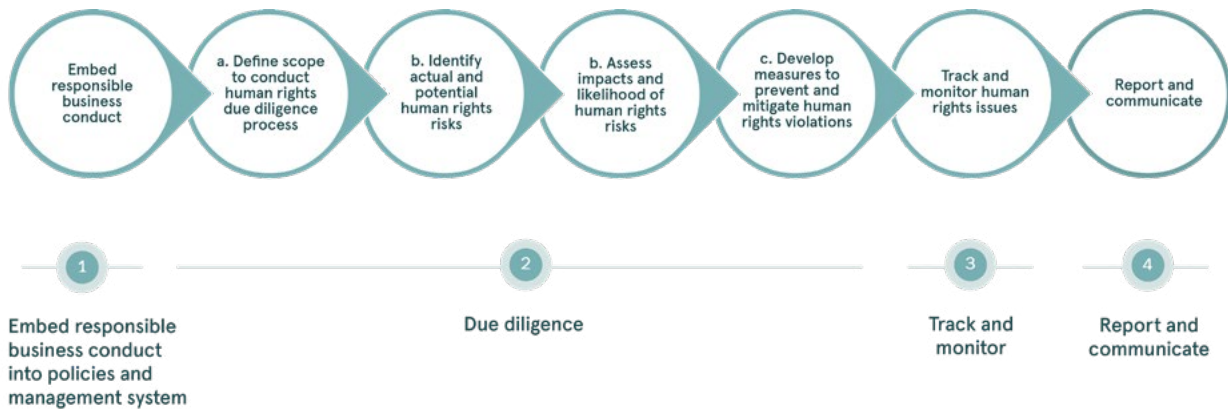 Embed
responsible
business
conduct
a. Define scope
to conduct
human rights
due diligence
process
b. Identify
actual and
potential
human rights
risks
b. Assess
impacts and
likelihood of
human rights
risks
c. Develop
measures to
prevent and
mitigate human
rights violations
Track and
monitor human
rights issues
Report and
communicate
1
2
3
4
Embed responsible
business conduct
into policies and
management system
Due diligence
Track and
monitor
Report and
communicate